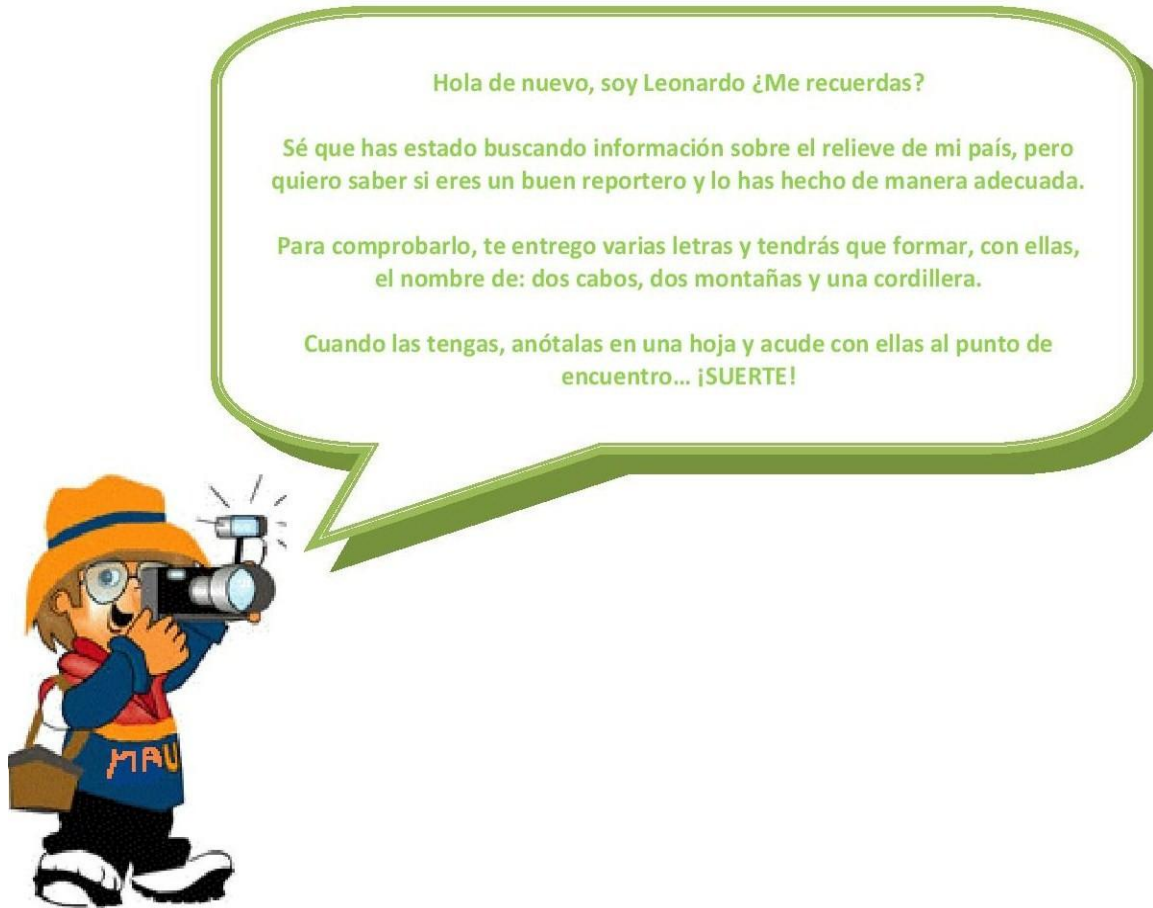 Hola de nuevo, soy Leonardo ¿Me recuerdas?
Sé que has estado buscando información sobre el relieve de mi país, pero
quiero saber si eres un buen reportero y lo has hecho de manera adecuada.
Para comprobarlo, te entrego varias letras y tendrás que formar, con ellas,
el nombre de: dos cabos, dos montañas y una cordillera.
Cuando las tengas, anótalas en una hoja y acude con ellas al punto de
encuentro... ¡SUERTE!
MAU